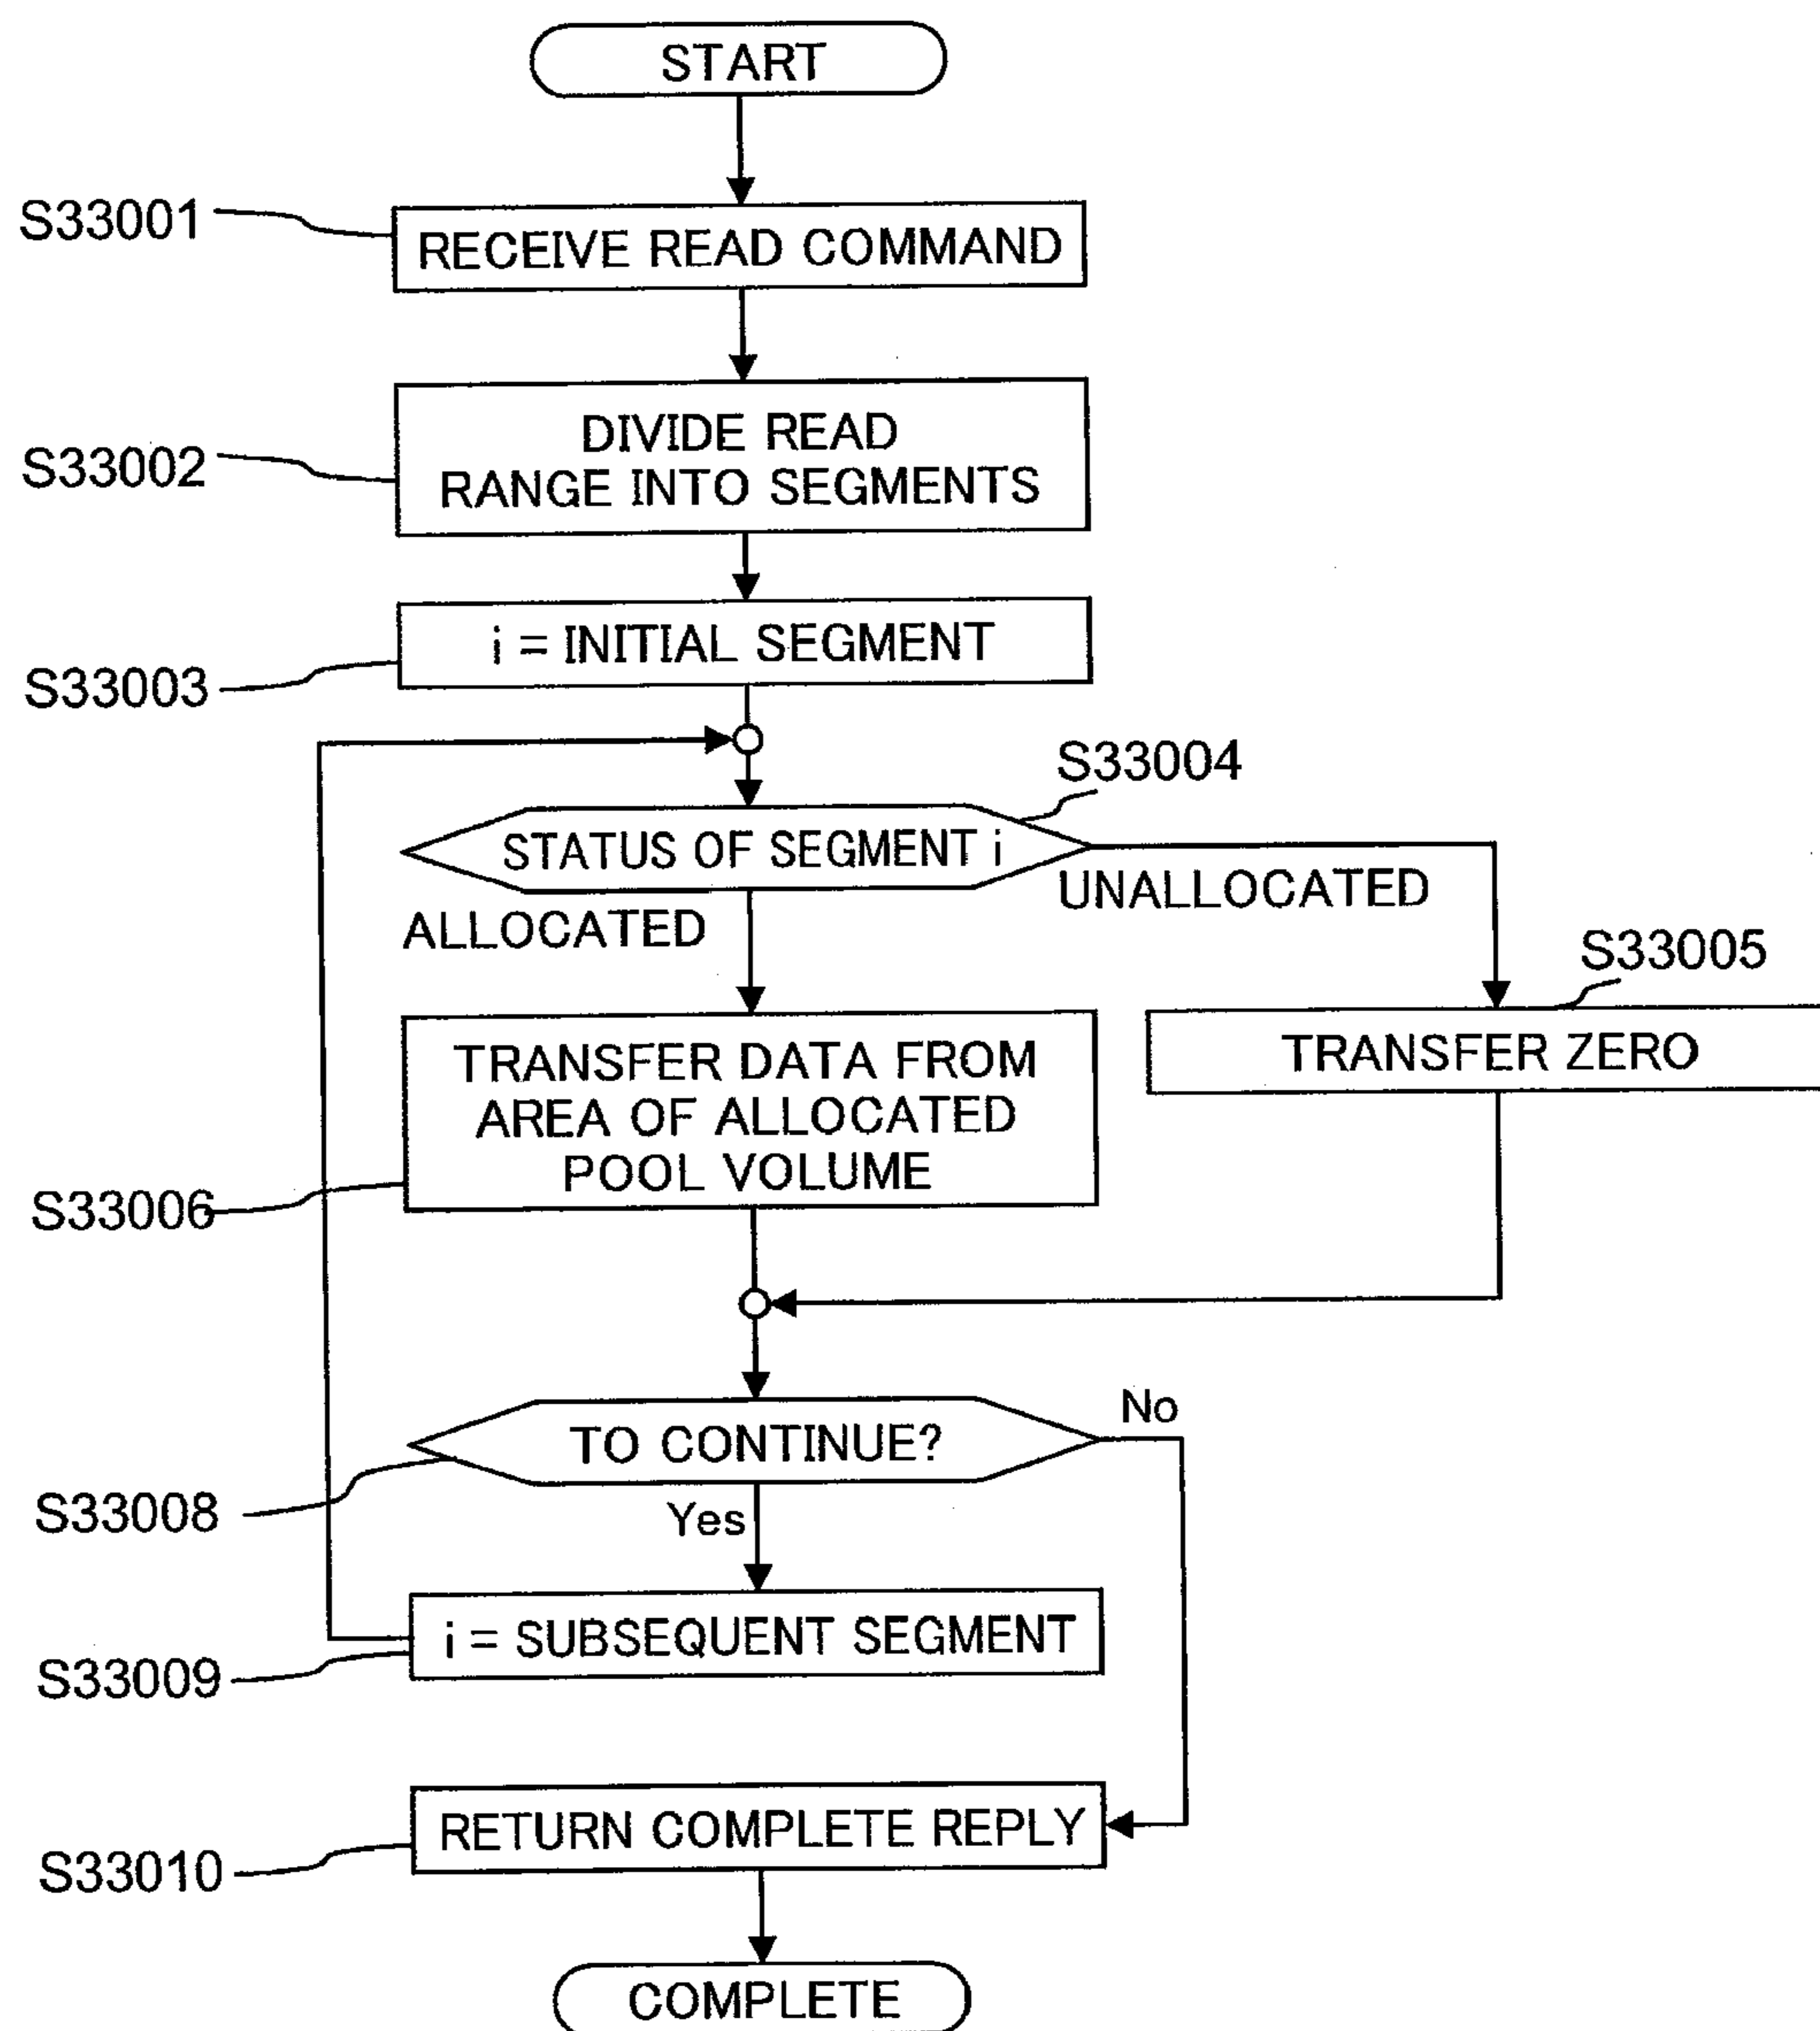 START
S33001
RECEIVE READ COMMAND
S33002
DIVIDE READ
RANGE INTO SEGMENTS
S33003
i = INITIAL SEGMENT
S33004
STATUS OF SEGMENT i
UNALLOCATED
ALLOCATED
S33005
TRANSFER ZERO
TRANSFER DATA FROM
AREA OF ALLOCATED
POOL VOLUME
S33006
No
TO CONTINUE?
S33008
Yes
i = SUBSEQUENT SEGMENT
S33009
RETURN COMPLETE REPLY
S33010
COMPLETE